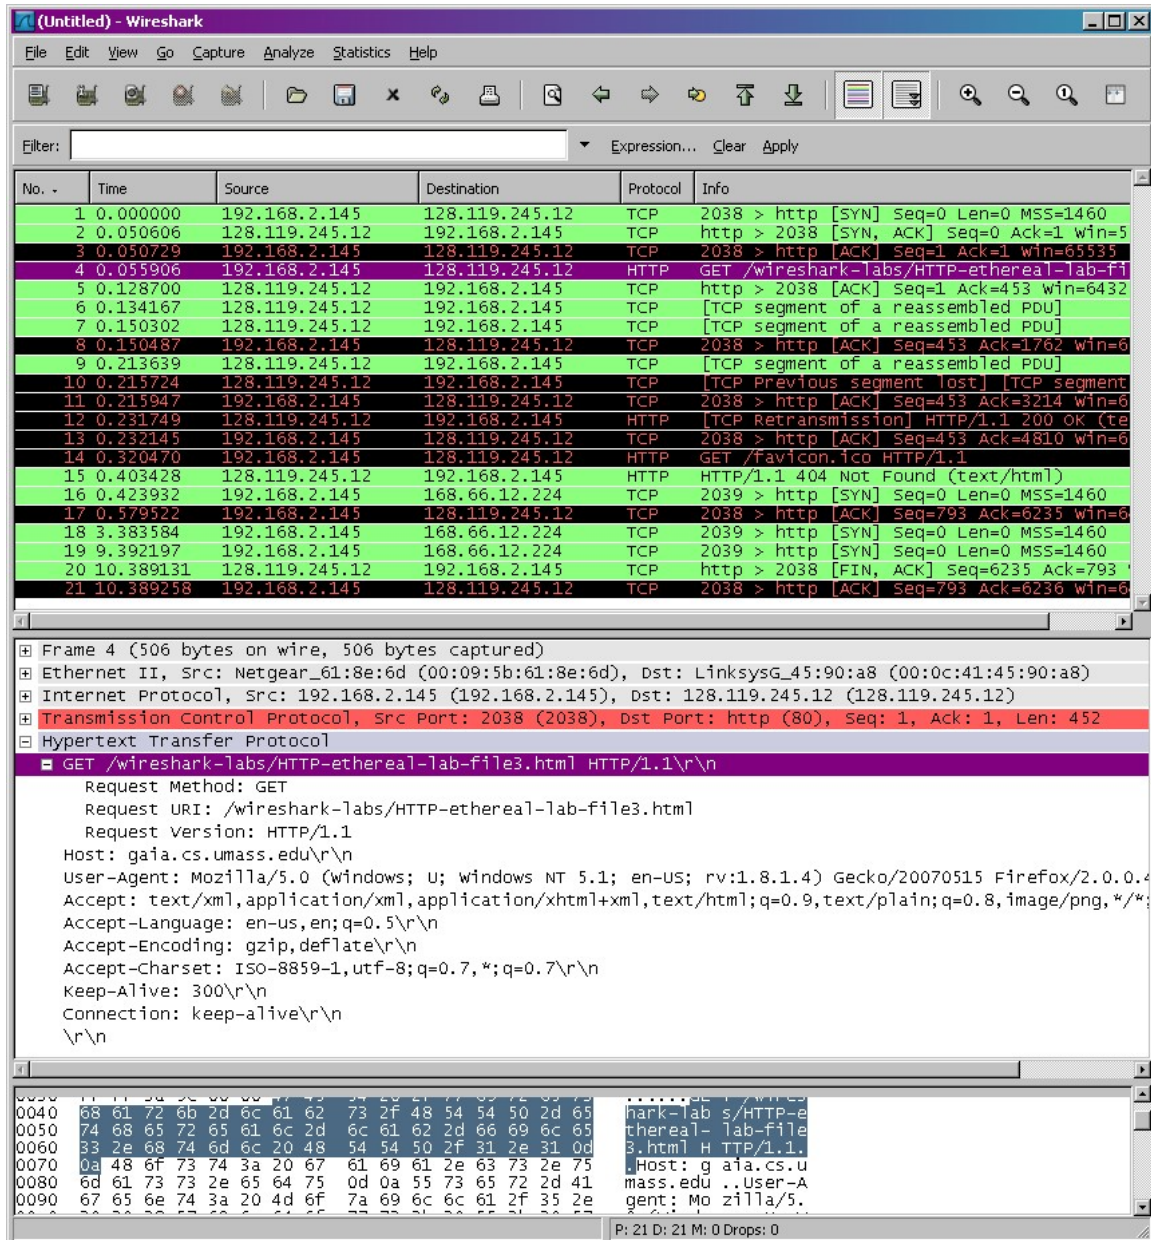 (Untitled) - Wireshark
File Edit View Go Capture Analyze Statistics Help
Filter: Expression... Clear Apply
No. - Time Source Destination Protocol Info
1 0.000000 192.168.2.145 128.119.245.12 TCP 2038 > http [SYN] Seq=0 Len=0 MSS=1460
2 0.050606 128.119.245.12 192.168.2.145 TCP http > 2038 [SYN, ACK] Seq=0 Ack=1 Win=5
3 0.050729 192.168.2.145 128.119.245.12 TCP 2038 > http [ACK] Seq=1 Ack=1 Win=65535
4 0.055906 192.168.2.145 128.119.245.12 HTTP GET /wireshark-labs/HTTP-ethereal-lab-fi
5 0.128700 128.119.245.12 192.168.2.145 TCP http > 2038 [ACK] Seq=1 Ack=453 Win=6432
6 0.134167 128.119.245.12 192.168.2.145 TCP [TCP segment of a reassembled PDU]
7 0.150302 128.119.245.12 192.168.2.145 TCP [TCP segment of a reassembled PDU]
8 0.150487 192.168.2.145 128.119.245.12 TCP 2038 > http [ACK] Seq=453 Ack=1762 Win=6
9 0.213639 128.119.245.12 192.168.2.145 TCP [TCP segment of a reassembled PDU]
10 0.215724 128.119.245.12 192.168.2.145 TCP [TCP Previous segment lost] [TCP segment
11 0.215947 192.168.2.145 128.119.245.12 TCP 2038 > http [ACK] Seq=453 Ack=3214 Win=6
12 0.231749 128.119.245.12 192.168.2.145 HTTP [TCP Retransmission] HTTP/1.1 200 OK (te
13 0.232145 192.168.2.145 128.119.245.12 TCP 2038 > http [ACK] Seq=453 Ack=4810 Win=6
14 0.320470 192.168.2.145 128.119.245.12 HTTP GET /favicon.ico HTTP/1.1
15 0.403428 128.119.245.12 192.168.2.145 HTTP HTTP/1.1 404 Not Found (text/html)
16 0.423932 192.168.2.145 168.66.12.224 TCP 2039 > http [SYN] Seq=0 Len=0 MSS=1460
17 0.579522 192.168.2.145 128.119.245.12 TCP 2038 > http [ACK] Seq=793 Ack=6235 Win=64
18 3.383584 192.168.2.145 168.66.12.224 TCP 2039 > http [SYN] Seq=0 Len=0 MSS=1460
19 9.392197 192.168.2.145 168.66.12.224 TCP 2039 > http [SYN] Seq=0 Len=0 MSS=1460
20 10.389131 128.119.245.12 192.168.2.145 TCP http > 2038 [FIN, ACK] Seq=6235 Ack=793
21 10.389258 192.168.2.145 128.119.245.12 TCP 2038 > http [ACK] Seq=793 Ack=6236 Win=64
Frame 4 (506 bytes on wire, 506 bytes captured)
Ethernet II, Src: Netgear_61:8e:6d (00:09:5b:61:8e:6d), Dst: LinksysG_45:90:a8 (00:0c:41:45:90:a8)
Internet Protocol, Src: 192.168.2.145 (192.168.2.145), Dst: 128.119.245.12 (128.119.245.12)
Transmission Control Protocol, Src Port: 2038 (2038), Dst Port: http (80), Seq: 1, Ack: 1, Len: 452
Hypertext Transfer Protocol
GET /wireshark-labs/HTTP-ethereal-lab-file3.html HTTP/1.1\r\n
Request Method: GET
Request URI: /wireshark-labs/HTTP-ethereal-lab-file3.html
Request Version: HTTP/1.1
Host: gaia.cs.umass.edu\r\n
User-Agent: Mozilla/5.0 (Windows; U; Windows NT 5.1; en-US; rv:1.8.1.4) Gecko/20070515 Firefox/2.0.0.4
Accept: text/xml,application/xml,application/xhtml+xml,text/html;q=0.9,text/plain;q=0.8,image/png,*/*;
Accept-Language: en-us,en;q=0.5\r\n
Accept-Encoding: gzip,deflate\r\n
Accept-Charset: ISO-8859-1,utf-8;q=0.7,*;q=0.7\r\n
Keep-Alive: 300\r\n
Connection: keep-alive\r\n
\r\n
0040 68 61 72 6b 2d 6c 61 62 73 2f 48 54 54 50 2d 65 hark-lab s/HTTP-e
0050 74 68 65 72 65 61 6c 2d 6c 61 62 2d 66 69 6c 65 thereal- lab-file
0060 33 2e 68 74 6d 6c 20 48 54 54 50 2f 31 2e 31 0d 3.html H TTP/1.1.
0070 0a 48 6f 73 74 3a 20 67 61 69 61 2e 63 73 2e 75 .Host: g aia.cs.u
0080 6d 61 73 73 2e 65 64 75 0d 0a 55 73 65 72 2d 41 mass.edu ..User-A
0090 67 65 6e 74 3a 20 4d 6f 7a 69 6c 6c 61 2f 35 2e gent: Mo zilla/5.
P: 21 D: 21 M: 0 Drops: 0